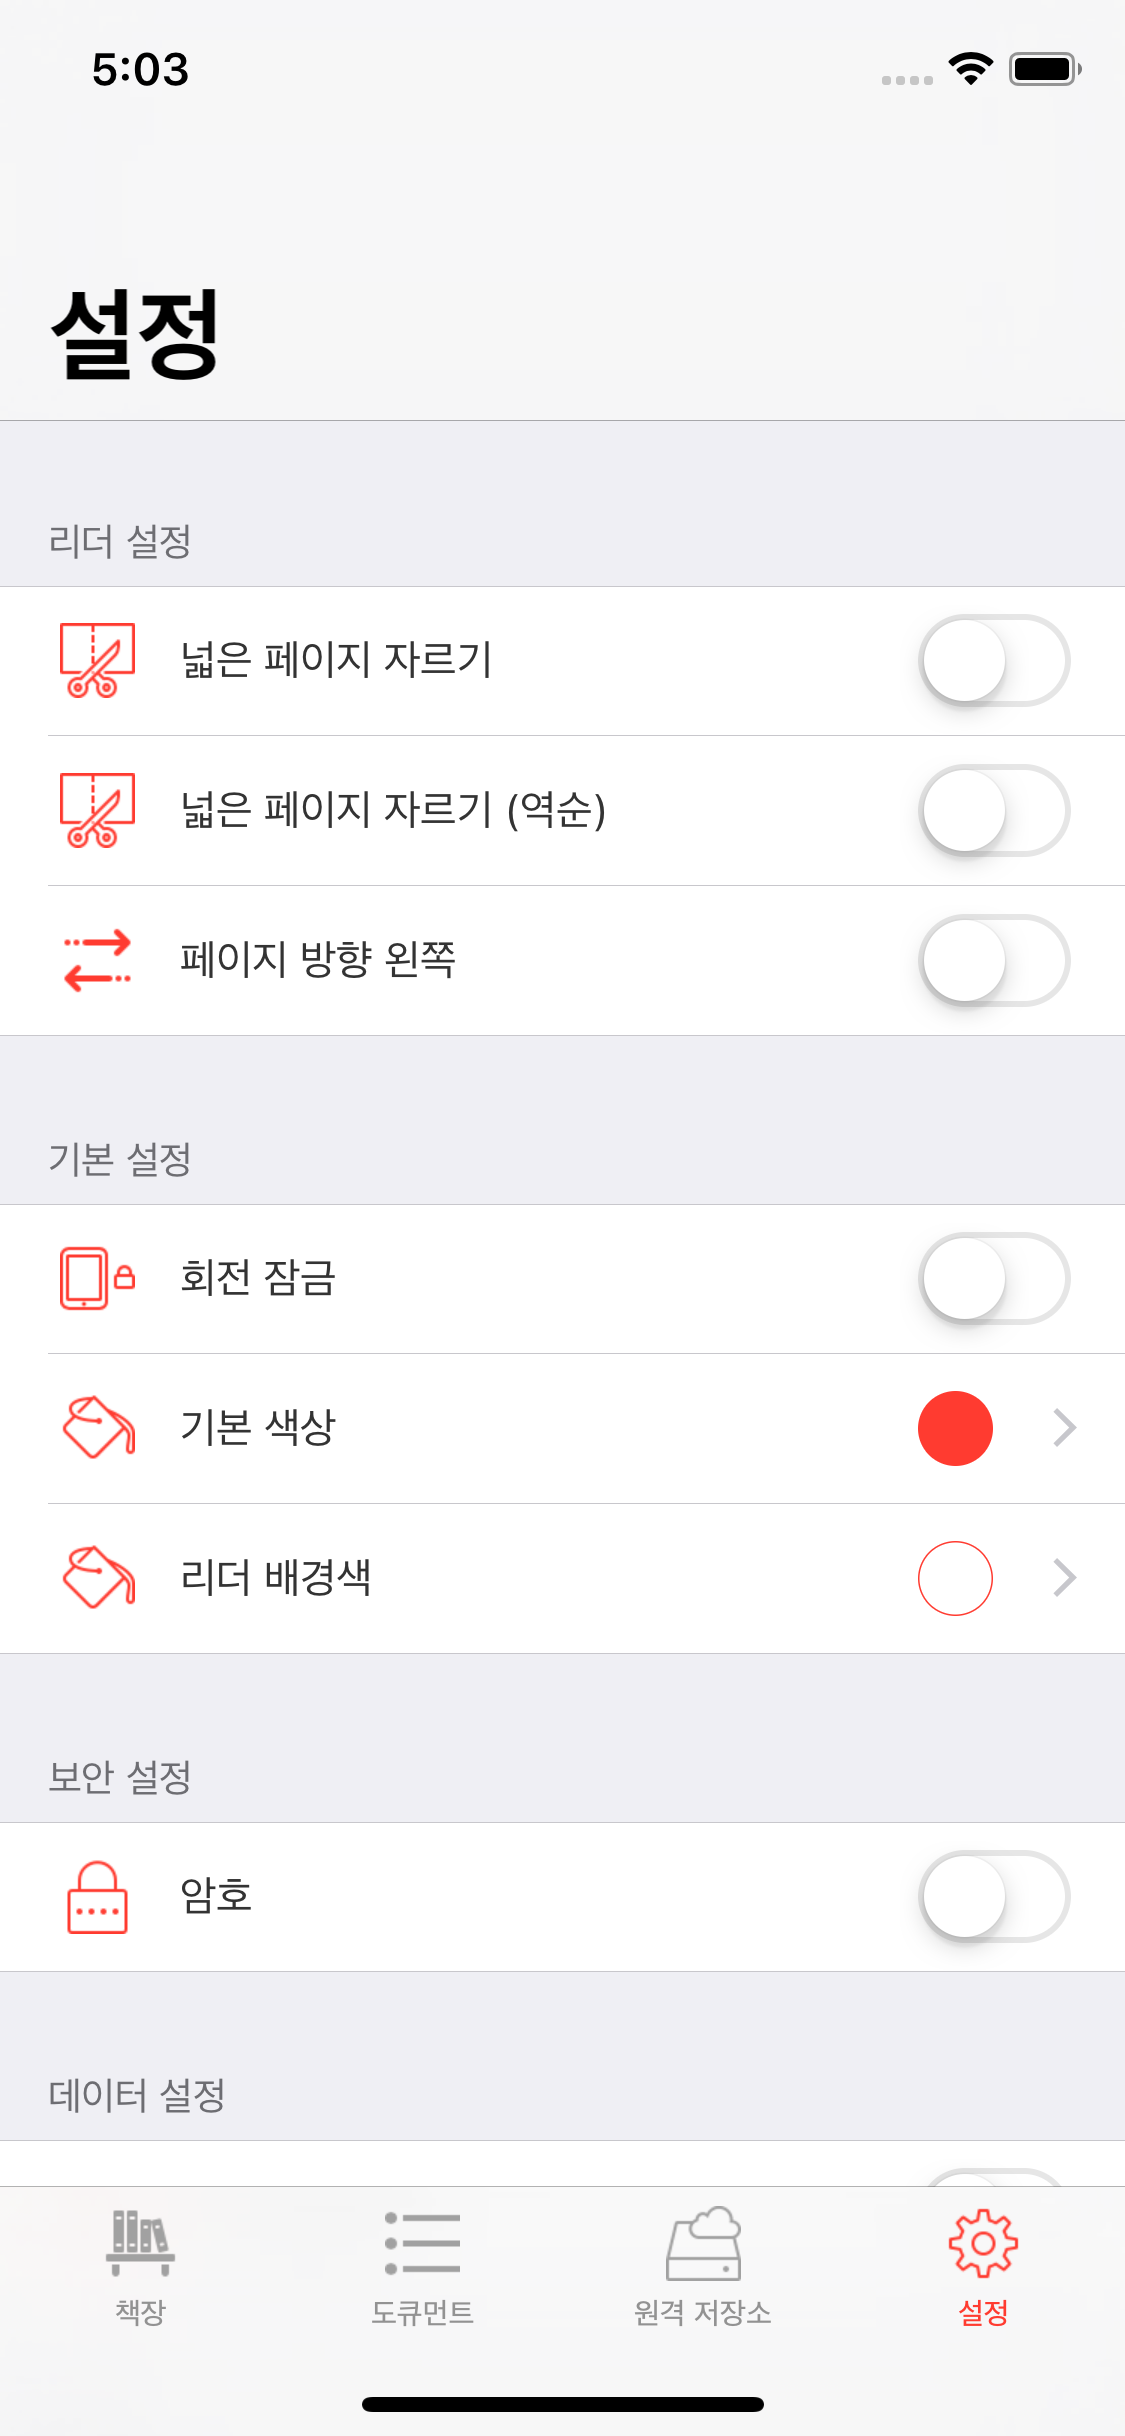 5:03
설정
리더 설정
넓은 페이지 자르기
넓은 페이지 자르기 (역순)
페이지 방향 왼쪽
기본 설정
회전 잠금
기본 색상
리더 배경색
보안 설정
암호
데이터 설정
책장
도큐먼트
원격 저장소
설정